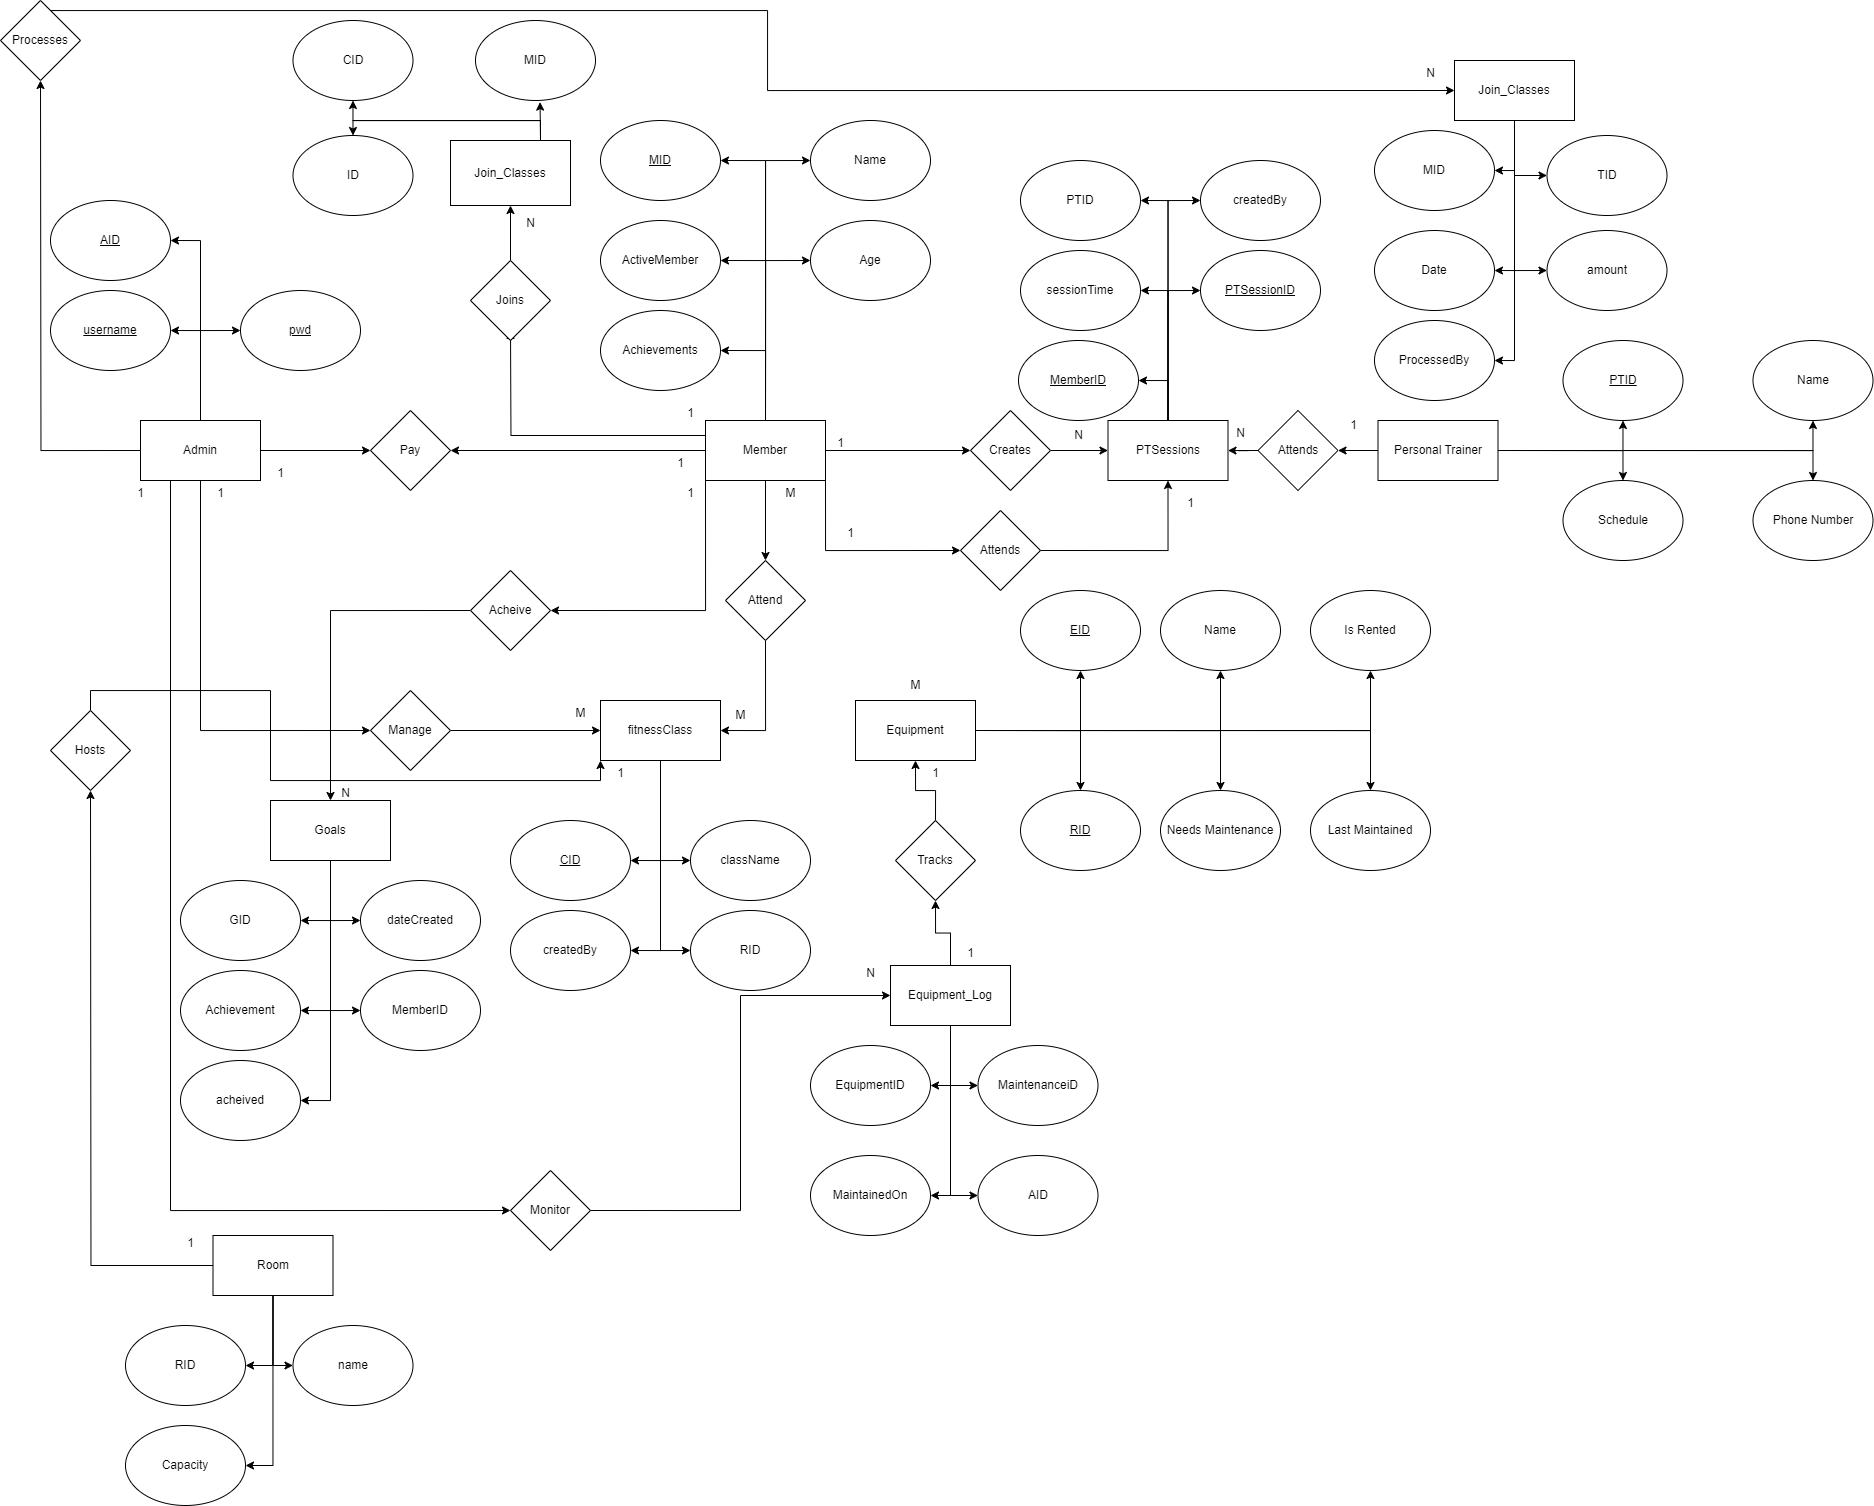 Processes
CID
MID
N
Join_Classes
ID
Join_Classes
N
MID
Name
MID
TID
PTID
createdBy
AID
ActiveMember
Age
Date
amount
sessionTime
PTSessionID
Joins
username
pwd
Achievements
ProcessedBy
MemberID
PTID
Name
1
1
N
N
1
Admin
Pay
Member
Creates
PTSessions
Attends
Personal Trainer
1
1
1
1
1
M
1
1
Attends
Schedule
Phone Number
Acheive
Attend
EID
Name
Is Rented
M
M
M
Hosts
Manage
fitnessClass
Equipment
1
1
N
Goals
RID
Needs Maintenance
Last Maintained
CID
className
Tracks
GID
dateCreated
createdBy
RID
1
N
Equipment_Log
Achievement
MemberID
EquipmentID
MaintenanceiD
acheived
MaintainedOn
AID
Monitor
1
Room
RID
name
Capacity